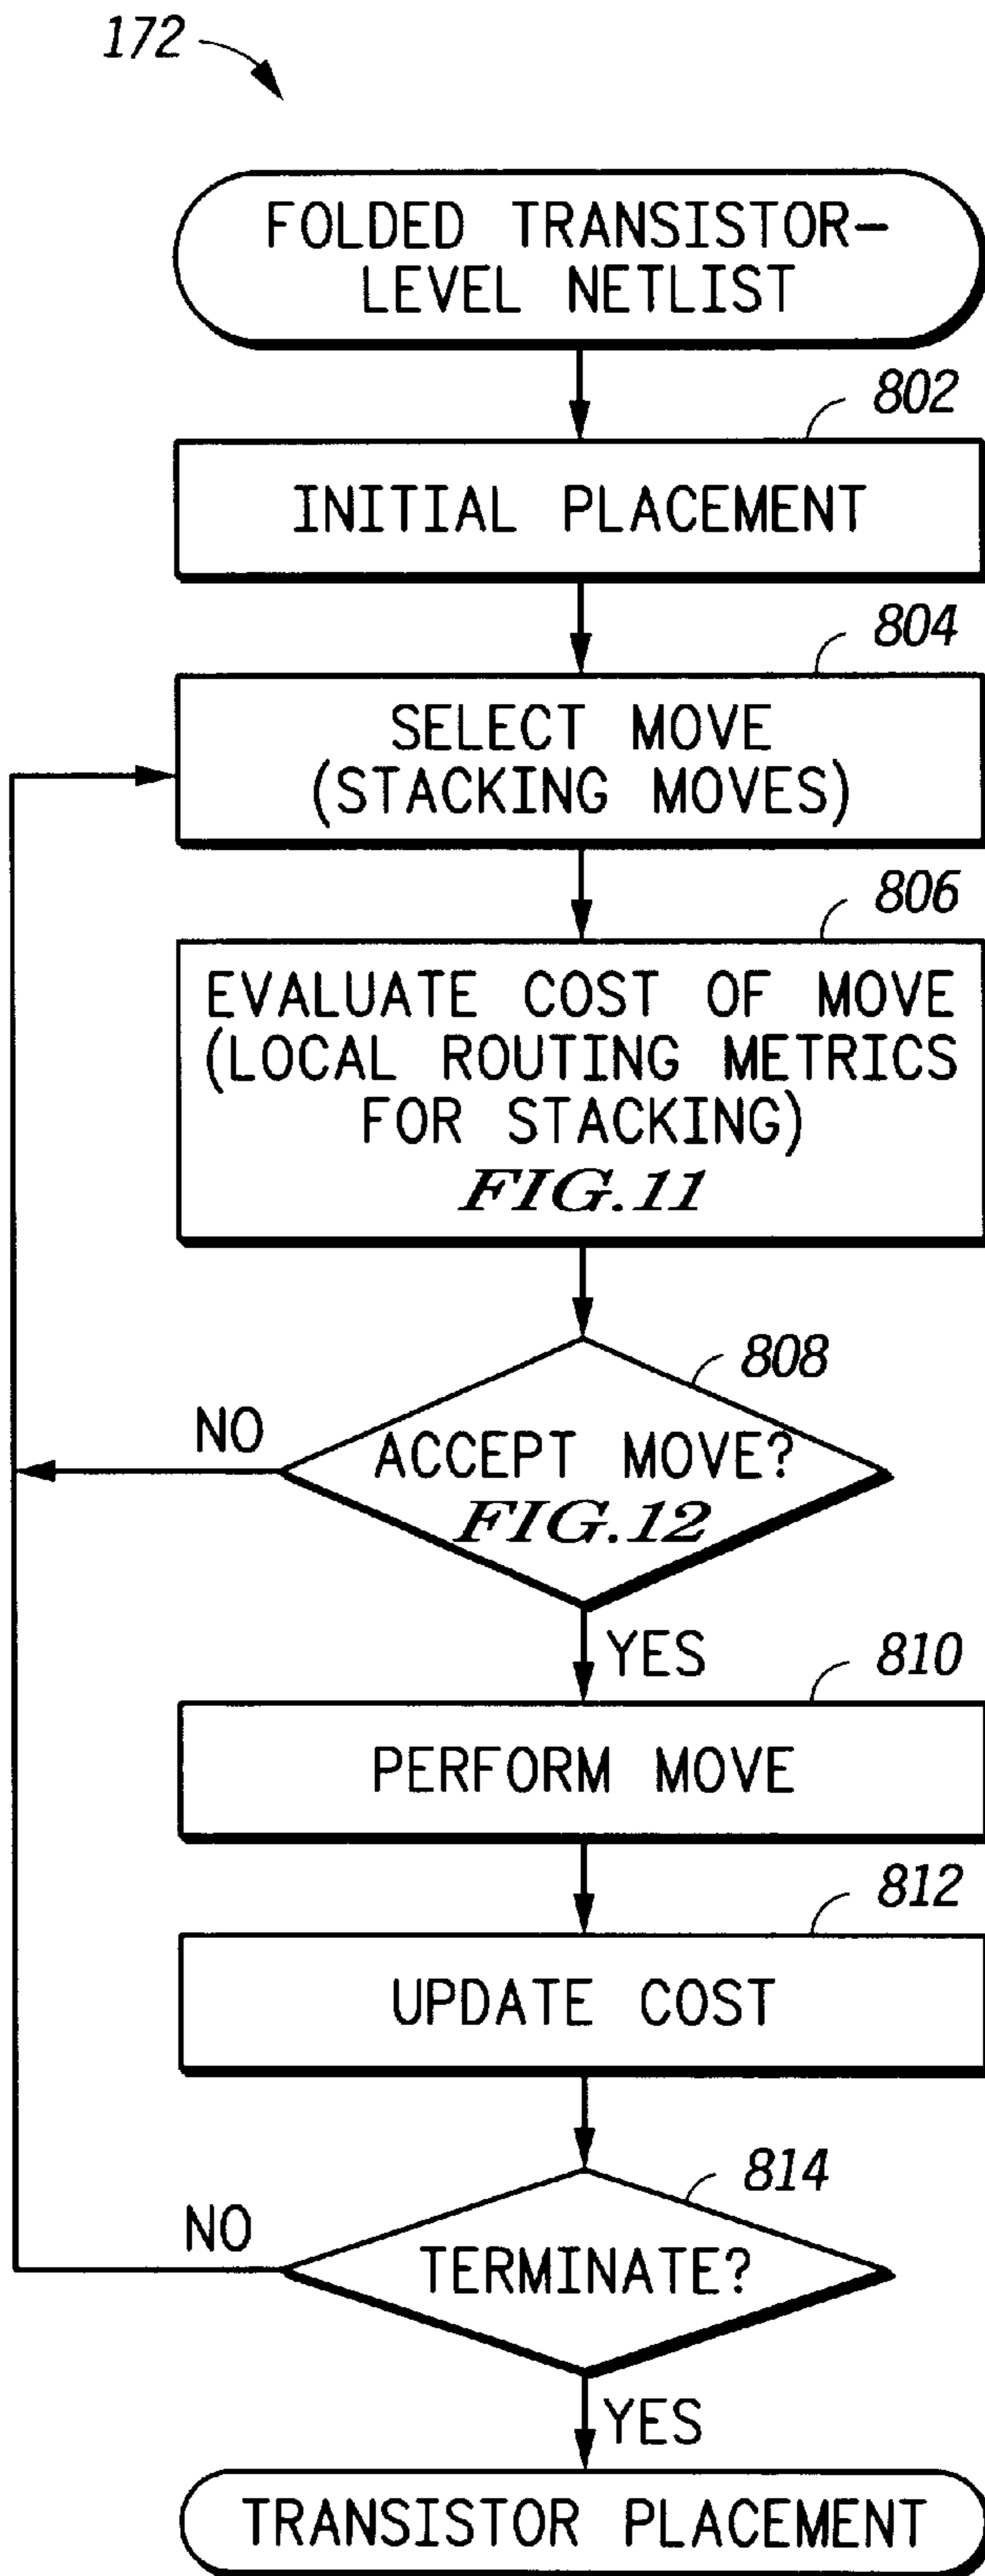 172
FOLDED TRANSISTOR-
LEVEL NETLIST
802
INITIAL PLACEMENT
804
SELECT MOVE
(STACKING MOVES)
806
EVALUATE COST OF MOVE
(LOCAL ROUTING METRICS
FOR STACKING)
FIG.11
808
NO
ACCEPT MOVE?
FIG.12
YES
810
PERFORM MOVE
812
UPDATE COST
814
NO
TERMINATE?
YES
TRANSISTOR PLACEMENT